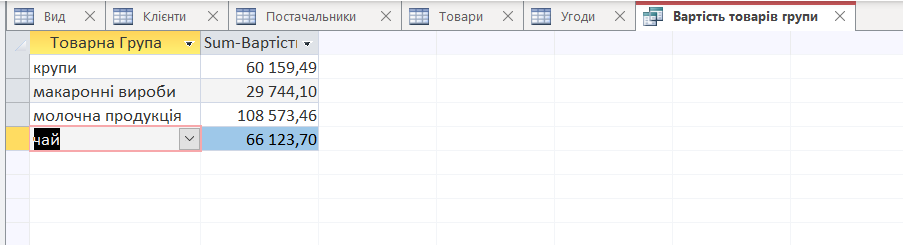 Вид Клієнти Постачальники Товари Угоди Вартість товарів групи
Товарна Група Sum-Вартість
крупи 60 159,49
макаронні вироби 29 744,10
молочна продукція 108 573,46
чай 66 123,70